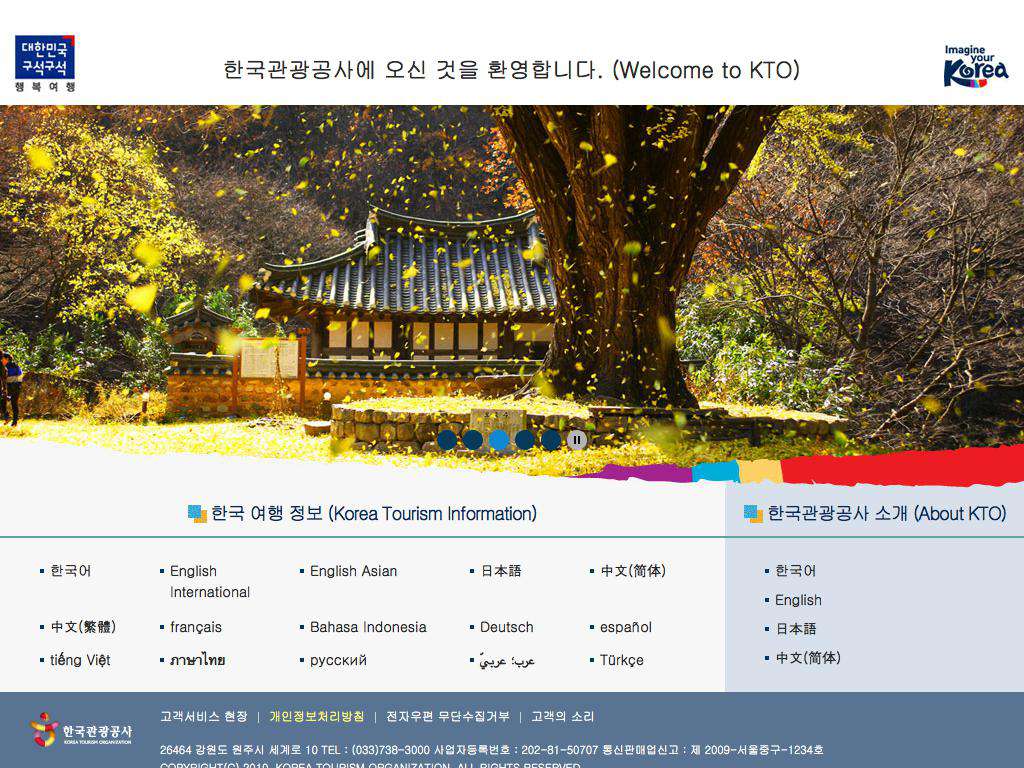 대한민국
구석구석
행복여행
한국관광공사에 오신 것을 환영합니다. (Welcome to KTO)
Imagine
your
Korea
한국 여행 정보 (Korea Tourism Information)
한국관광공사 소개 (About KTO)
한국어
English International
English Asian
日本語
中文(简体)
中文(繁體)
français
Bahasa Indonesia
Deutsch
español
tiếng Việt
ภาษาไทย
русский
عرب؛ عربيّ
Türkçe
한국어
English
日本語
中文(简体)
한국관광공사
KOREA TOURISM ORGANIZATION
고객서비스 현장 | 개인정보처리방침 | 전자우편 무단수집거부 | 고객의 소리
26464 강원도 원주시 세계로 10 TEL : (033)738-3000 사업자등록번호 : 202-81-50707 통신판매업신고 : 제 2009-서울중구-1234호
COPYRIGHT(C) 2010. KOREA TOURISM ORGANIZATION. ALL RIGHTS RESERVED